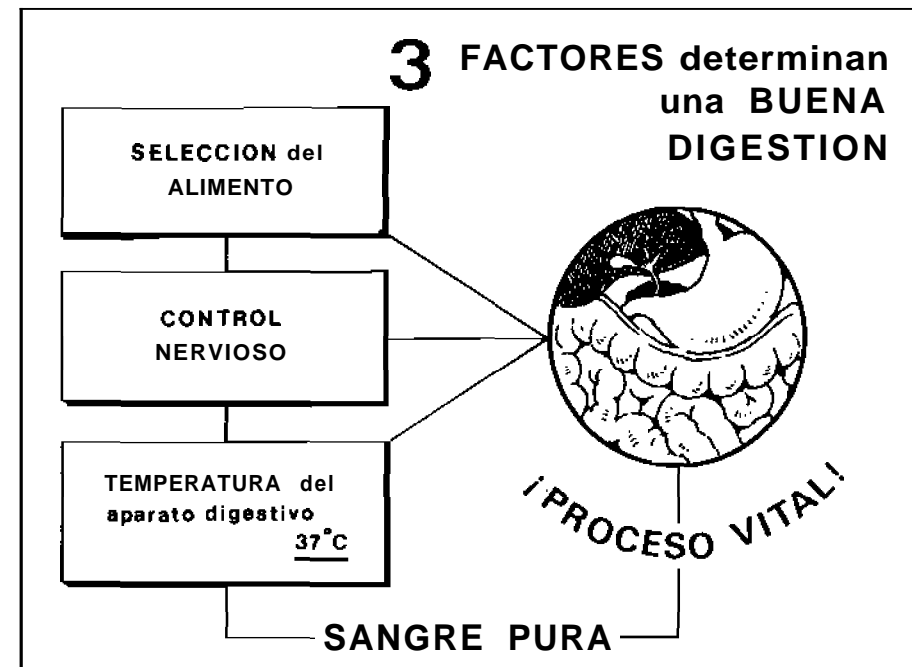 3 FACTORES determinan
una BUENA
DIGESTION
SELECCION del
ALIMENTO
CONTROL
NERVIOSO
TEMPERATURA del
aparato digestivo
37°C
¡PROCESO VITAL!
SANGRE PURA